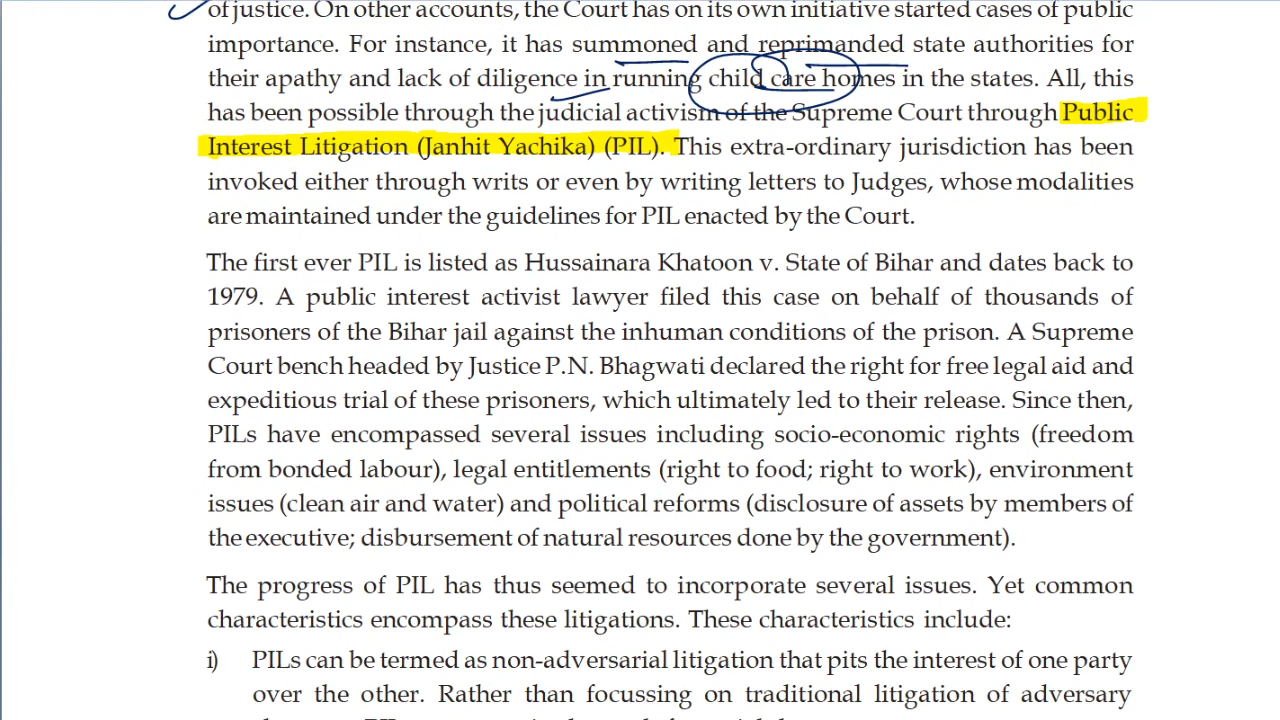 of justice. On other accounts, the Court has on its own initiative started cases of public
importance. For instance, it has summoned and reprimanded state authorities for
their apathy and lack of diligence in running child care homes in the states. All, this
has been possible through the judicial activism of the Supreme Court through Public
Interest Litigation (Janhit Yachika) (PIL). This extra-ordinary jurisdiction has been
invoked either through writs or even by writing letters to Judges, whose modalities
are maintained under the guidelines for PIL enacted by the Court.
The first ever PIL is listed as Hussainara Khatoon v. State of Bihar and dates back to
1979. A public interest activist lawyer filed this case on behalf of thousands of
prisoners of the Bihar jail against the inhuman conditions of the prison. A Supreme
Court bench headed by Justice P.N. Bhagwati declared the right for free legal aid and
expeditious trial of these prisoners, which ultimately led to their release. Since then,
PILs have encompassed several issues including socio-economic rights (freedom
from bonded labour), legal entitlements (right to food; right to work), environment
issues (clean air and water) and political reforms (disclosure of assets by members of
the executive; disbursement of natural resources done by the government).
The progress of PIL has thus seemed to incorporate several issues. Yet common
characteristics encompass these litigations. These characteristics include:
i) PILs can be termed as non-adversarial litigation that pits the interest of one party
over the other. Rather than focussing on traditional litigation of adversary